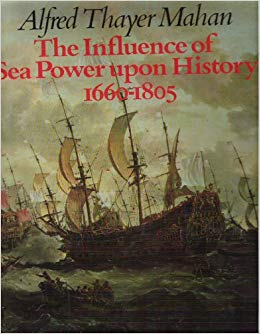 Alfred Thayer Mahan
The Influence of
Sea Power upon History
1660-1805